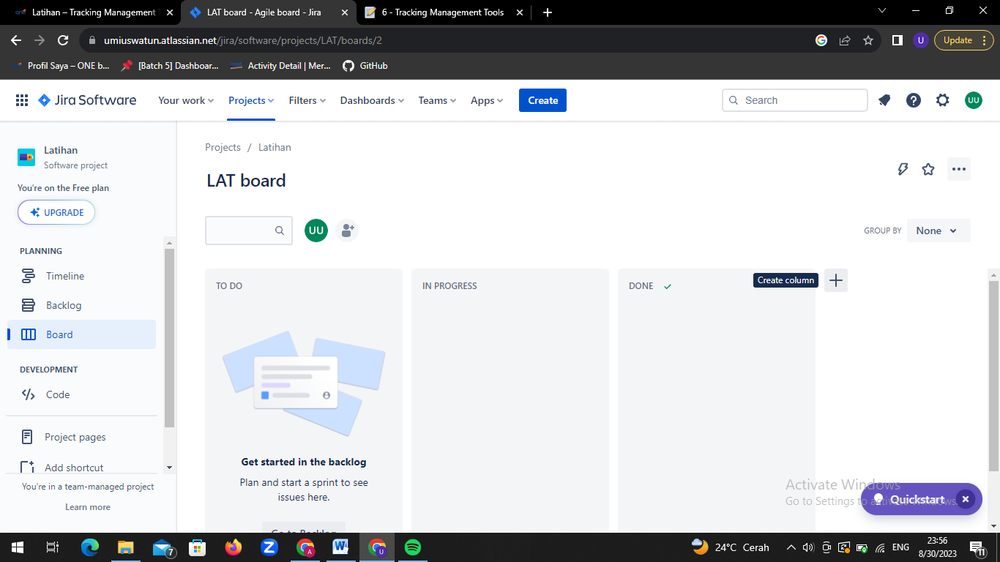 Latihan – Tracking Management T
LAT board - Agile board - Jira
6 - Tracking Management Tools
umiuswatun.atlassian.net/jira/software/projects/LAT/boards/2
U
Update
Profil Saya – ONE b...
[Batch 5] Dashboar...
Activity Detail | Mer...
GitHub
Jira Software
Your work
Projects
Filters
Dashboards
Teams
Apps
Create
Search
UU
Latihan
Software project
You're on the Free plan
UPGRADE
PLANNING
Timeline
Backlog
Board
DEVELOPMENT
Code
Project pages
Add shortcut
You're in a team-managed project
Learn more
Projects / Latihan
LAT board
UU
GROUP BY
None
TO DO
IN PROGRESS
DONE
Create column
Get started in the backlog
Plan and start a sprint to see
issues here.
Go to Backlog
Activate Windows
Go to Settings to activate Windows.
Quickstart
7
A
U
24°C Cerah
ENG
23:56
8/30/2023
11